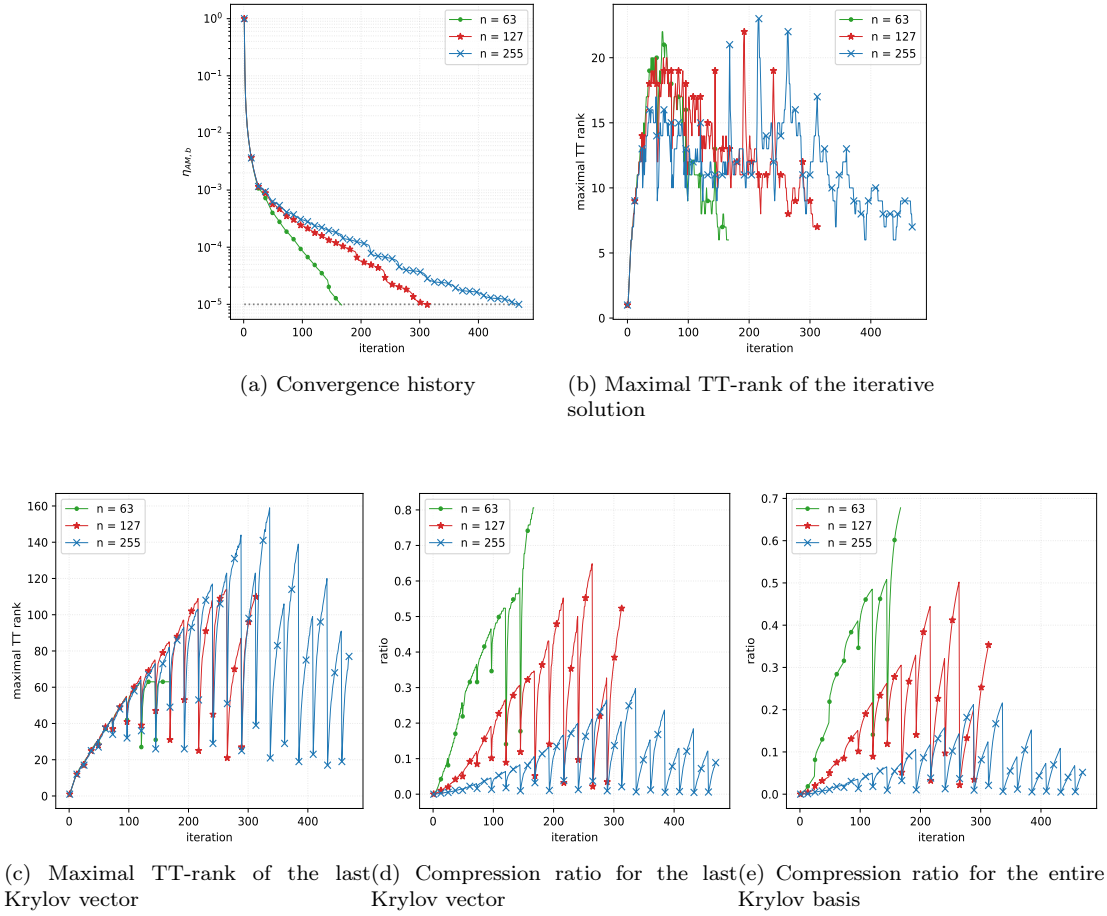 n = 63
n = 127
n = 255
10⁰
10⁻¹
10⁻²
10⁻³
10⁻⁴
10⁻⁵
η_{AM,b}
0 100 200 300 400
iteration
(a) Convergence history
n = 63
n = 127
n = 255
20
15
10
5
0
maximal TT rank
0 100 200 300 400
iteration
(b) Maximal TT-rank of the iterative
solution
n = 63
n = 127
n = 255
160
140
120
100
80
60
40
20
0
maximal TT rank
0 100 200 300 400
iteration
(c) Maximal TT-rank of the last
Krylov vector
n = 63
n = 127
n = 255
0.8
0.7
0.6
0.5
0.4
0.3
0.2
0.1
0.0
ratio
0 100 200 300 400
iteration
(d) Compression ratio for the last
Krylov vector
n = 63
n = 127
n = 255
0.7
0.6
0.5
0.4
0.3
0.2
0.1
0.0
ratio
0 100 200 300 400
iteration
(e) Compression ratio for the entire
Krylov basis